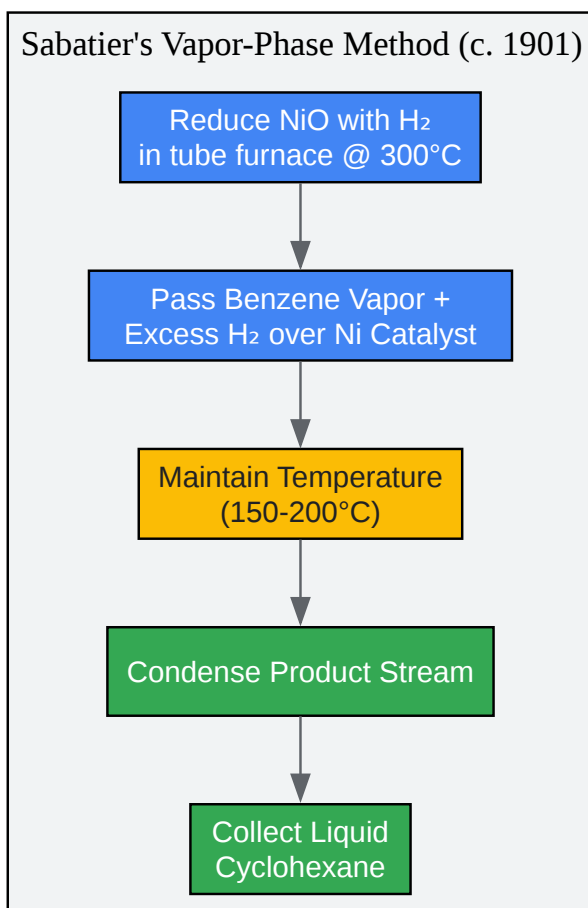 Sabatier's Vapor-Phase Method (c. 1901)
Reduce NiO with H₂
in tube furnace @ 300°C
Pass Benzene Vapor +
Excess H₂ over Ni Catalyst
Maintain Temperature
(150-200°C)
Condense Product Stream
Collect Liquid
Cyclohexane